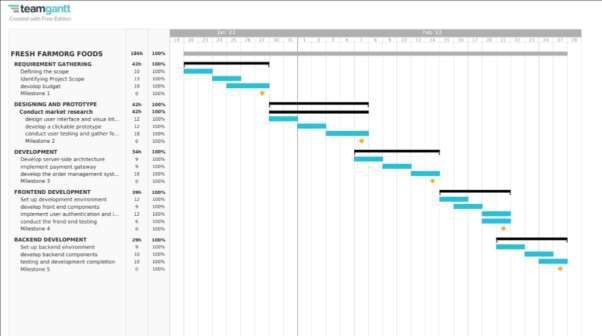 teamgantt
Created with Free Edition
Jan '23 Feb '23
FRESH FARMORG FOODS 186h 100%
REQUIREMENT GATHERING 42h 100%
Defining the scope 10 100%
Identifying Project Scope 100%
develop budget 100%
Milestone 1 0 100%
DESIGNING AND PROTOTYPE 42h 100%
Conduct market research 42h 100%
design user interface and visual int... 12 100%
develop a clickable prototype 12 100%
conduct user testing and gather fe... 18 100%
Milestone 2 0 100%
DEVELOPMENT 100%
Develop server-side architecture 9 100%
implement payment gateway 9 100%
develop the order management syst... 100%
Milestone 3 0 100%
FRONTEND DEVELOPMENT 39h 100%
Set up development environment 12 100%
develop front end components 9 100%
implement user authentication and i... 12 100%
conduct the frond end testing 6 100%
Milestone 4 0 100%
BACKEND DEVELOPMENT 29h 100%
Set up backend environment 9 100%
develop backend components 10 100%
testing and development completion 10 100%
Milestone 5 0 100%